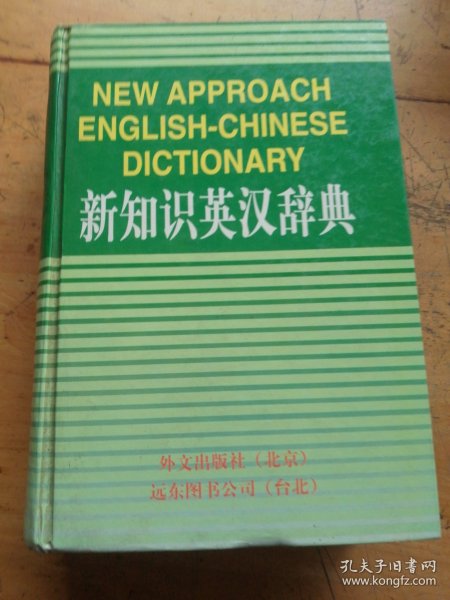 NEW APPROACH
ENGLISH-CHINESE
DICTIONARY
新知识英汉辞典
外文出版社（北京）
远东图书公司（台北）
孔夫子旧书网
www.kongfz.com